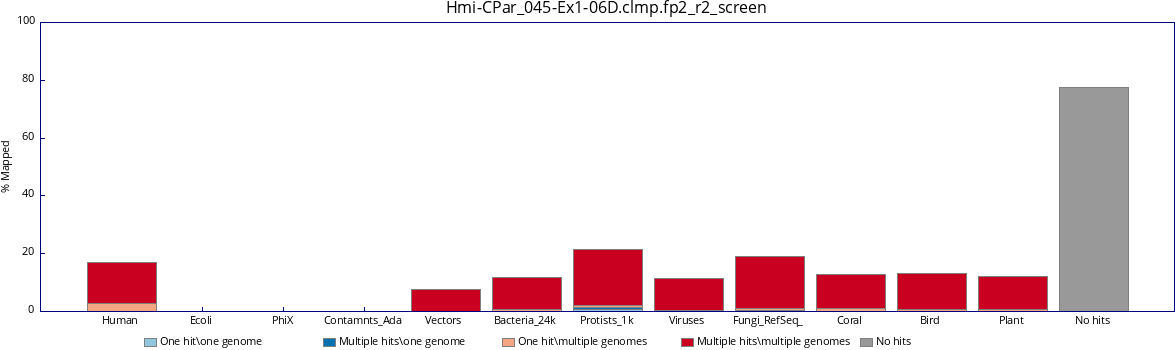 Hmi-CPar_045-Ex1-06D.clmp.fp2_r2_screen
100
80
60
40
20
0
% Mapped
Human Ecoli PhiX Contamnts_Ada Vectors Bacteria_24k Protists_1k Viruses Fungi_RefSeq_ Coral Bird Plant No hits
One hit\one genome Multiple hits\one genome One hit\multiple genomes Multiple hits\multiple genomes No hits